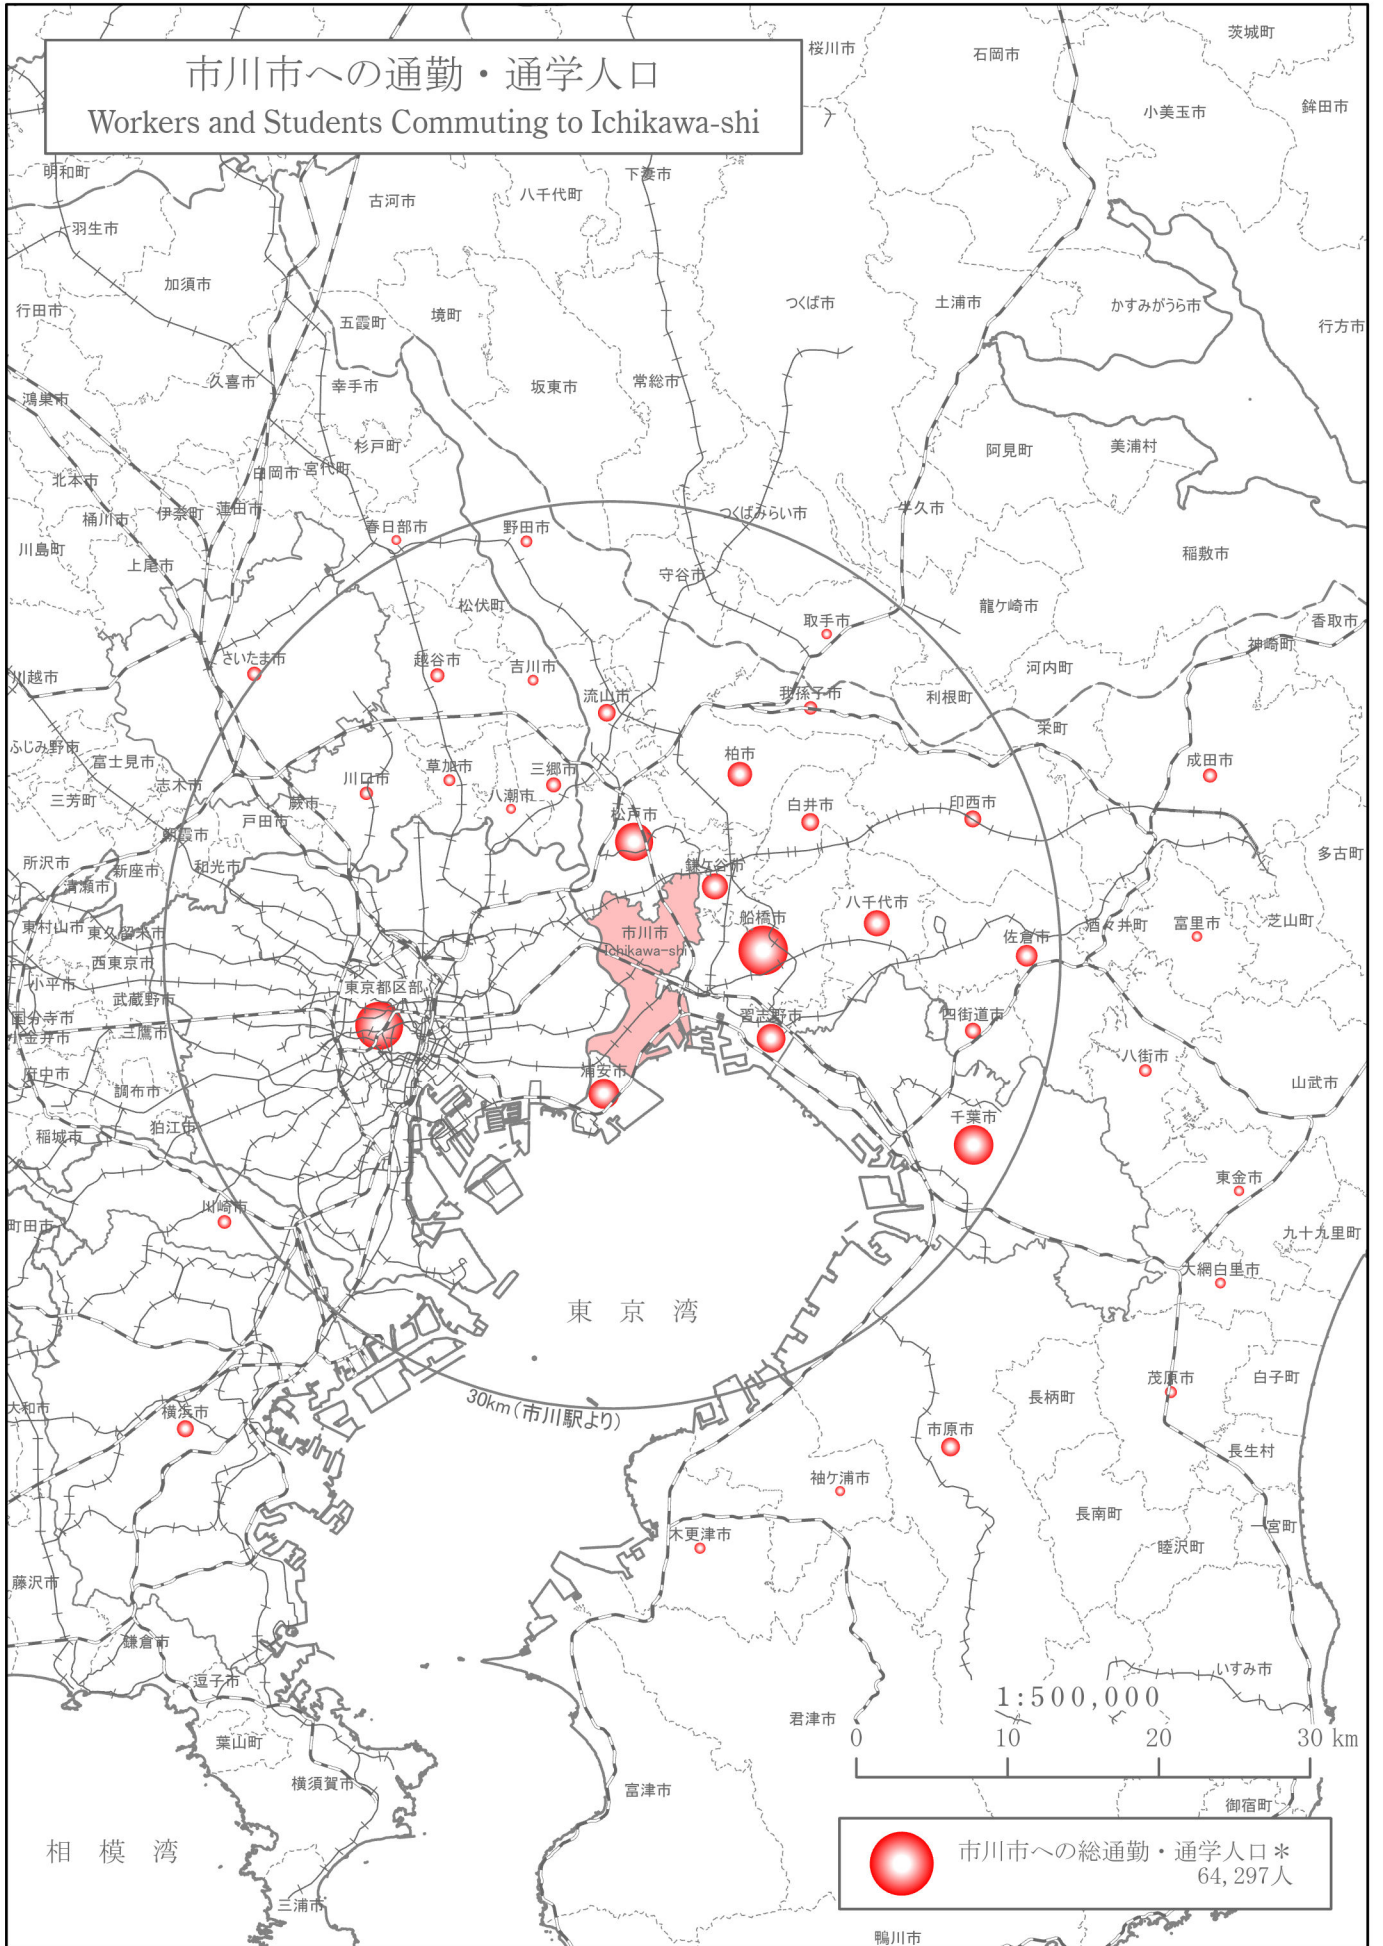 市川市への通勤・通学人口
Workers and Students Commuting to Ichikawa-shi
桜川市
石岡市
茨城町
小美玉市
鉾田市
明和町
下妻市
古河市
八千代町
羽生市
加須市
行田市
五霞町
境町
つくば市
土浦市
かすみがうら市
行方市
久喜市
幸手市
坂東市
常総市
鴻巣市
杉戸町
阿見町
美浦村
白岡市
宮代町
北本市
桶川市
伊奈町
蓮田市
春日部市
野田市
つくばみらい市
牛久市
川島町
上尾市
守谷市
稲敷市
松伏町
取手市
龍ケ崎市
香取市
神崎町
川越市
さいたま市
越谷市
吉川市
流山市
我孫子市
利根町
河内町
栄町
ふじみ野市
富士見市
志木市
三芳町
川口市
草加市
三郷市
八潮市
柏市
成田市
蕨市
戸田市
朝霞市
松戸市
白井市
印西市
所沢市
新座市
和光市
清瀬市
鎌ケ谷市
多古町
東村山市
東久留米市
市川市
Ichikawa-shi
船橋市
八千代市
佐倉市
酒々井町
富里市
芝山町
西東京市
小平市
武蔵野市
東京都区部
国分寺市
小金井市
三鷹市
習志野市
四街道市
府中市
調布市
浦安市
八街市
山武市
稲城市
狛江市
千葉市
東金市
川崎市
町田市
九十九里町
大網白里市
東京湾
大和市
横浜市
30km(市川駅より)
長柄町
茂原市
白子町
市原市
長生村
袖ケ浦市
長南町
一宮町
木更津市
睦沢町
藤沢市
鎌倉市
逗子市
いすみ市
1:500,000
君津市
0 10 20 30 km
葉山町
横須賀市
富津市
御宿町
相模湾
市川市への総通勤・通学人口＊
64,297人
三浦市
鴨川市